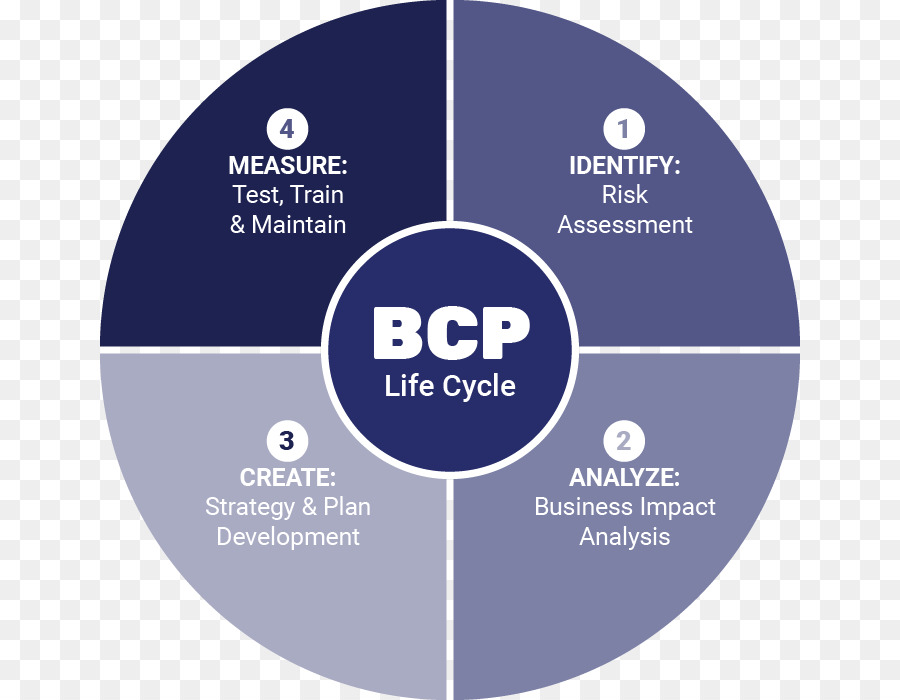 4
MEASURE:
Test, Train
& Maintain
1
IDENTIFY:
Risk
Assessment
BCP
Life Cycle
3
CREATE:
Strategy & Plan
Development
2
ANALYZE:
Business Impact
Analysis